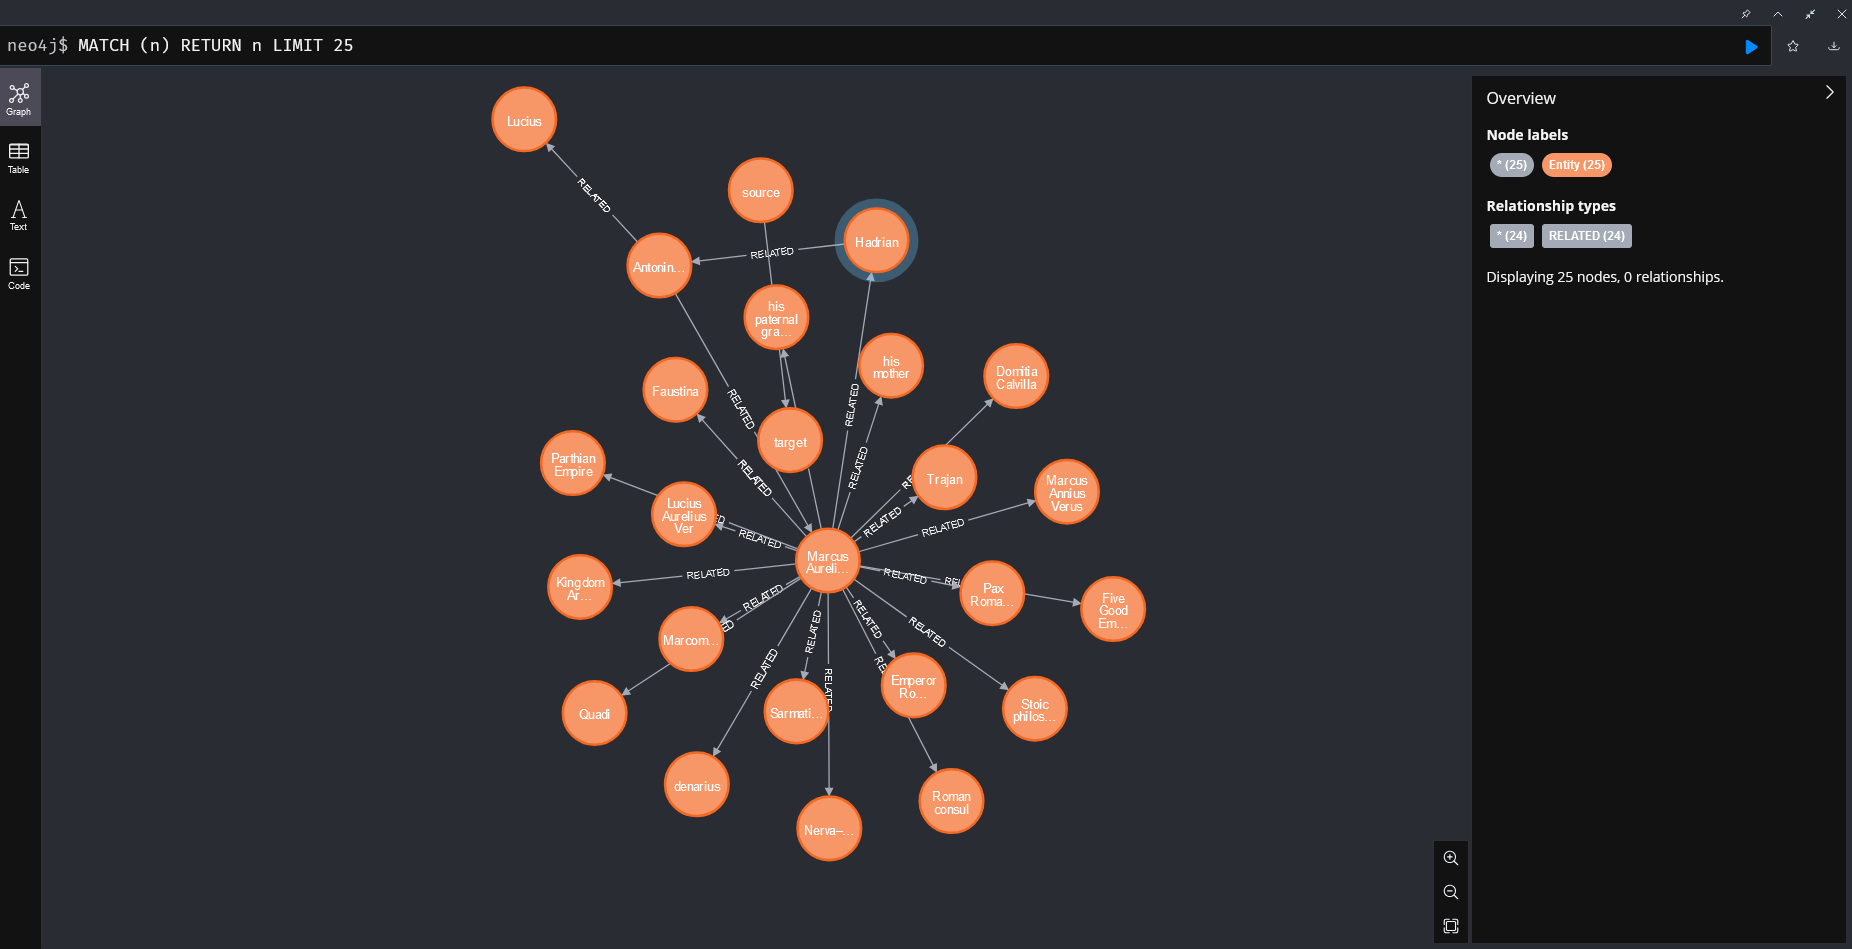 neo4j$ MATCH (n) RETURN n LIMIT 25
Graph
Table
Text
Code
Lucius
RELATED
source
Hadrian
RELATED
Antonin...
his
paternal
gra...
his
mother
Domitia
Calvilla
Faustina
RELATED
RELATED
target
RELATED
Parthian
Empire
RELATED
Trajan
Marcus
Annius
Verus
Lucius
Aurelius
Ver
RELATED
RELATED
RELATED
Marcus
Aureli...
RELATED
Kingdom
Ar...
RELATED
Pax
Roma...
Five
Good
Em...
RELATED
RELATED
RELATED
RELATED
Marcom...
RELATED
RELATED
Emperor
Ro...
Quadi
Sarmati...
Stoic
philos...
denarius
Roman
consul
Nerva–...
Overview
Node labels
* (25) Entity (25)
Relationship types
* (24) RELATED (24)
Displaying 25 nodes, 0 relationships.